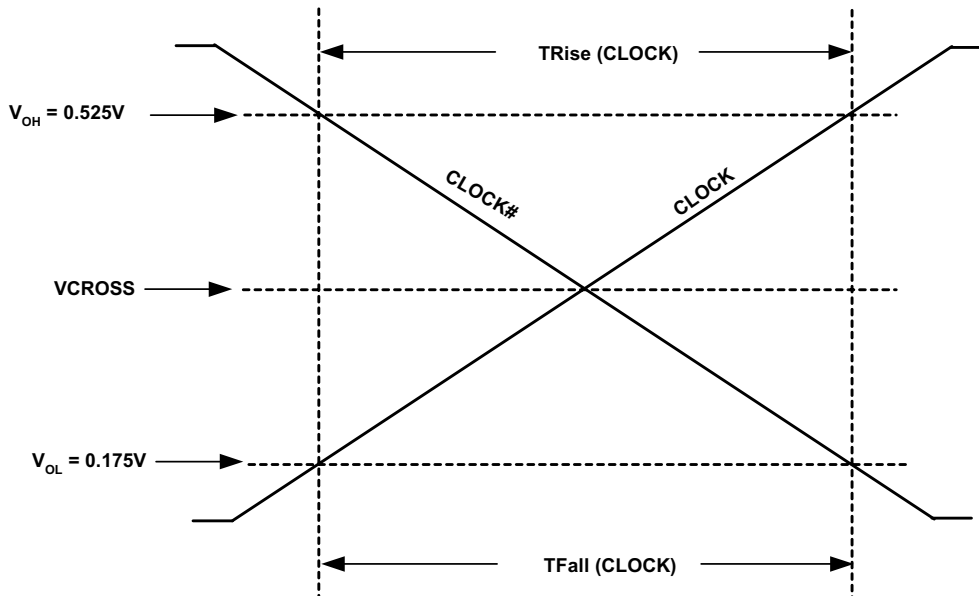 TRise (CLOCK)
VOH = 0.525V
CLOCK#
CLOCK
VCROSS
VOL = 0.175V
TFall (CLOCK)